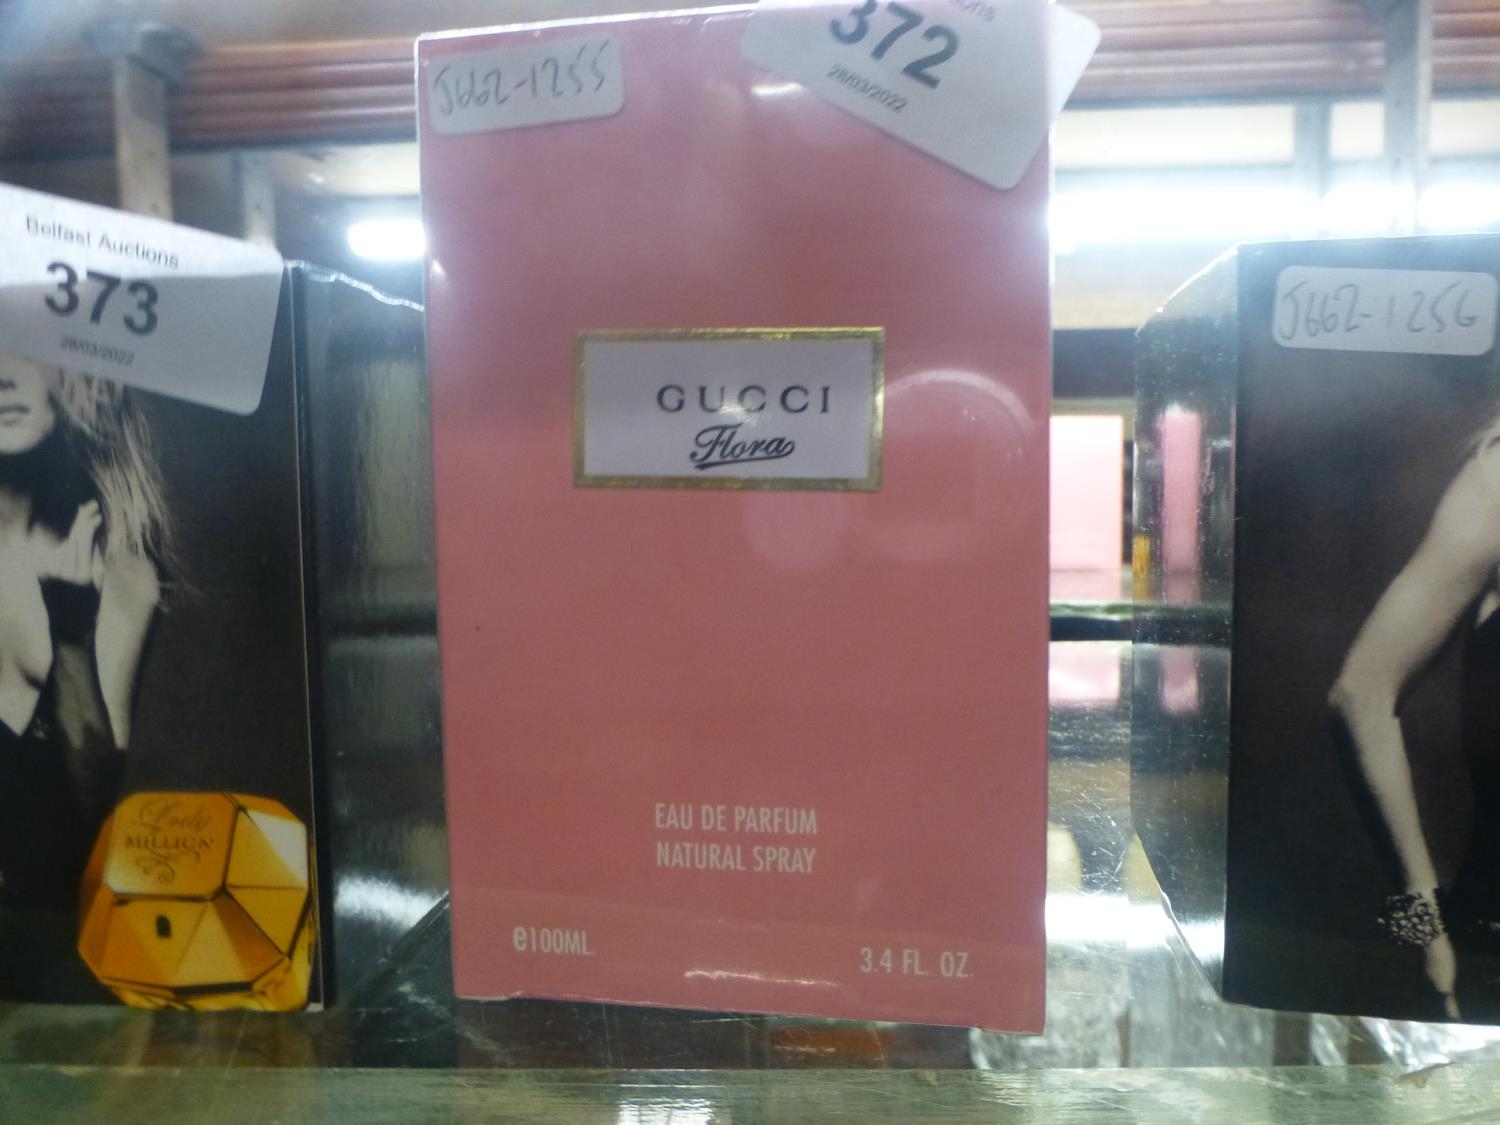 J662-1255
372
28/03/2022
Belfast Auctions
373
28/03/2022
J662-1256
GUCCI
Flora
EAU DE PARFUM
NATURAL SPRAY
e100ML.
3.4 FL. OZ.
Lady
MILLION